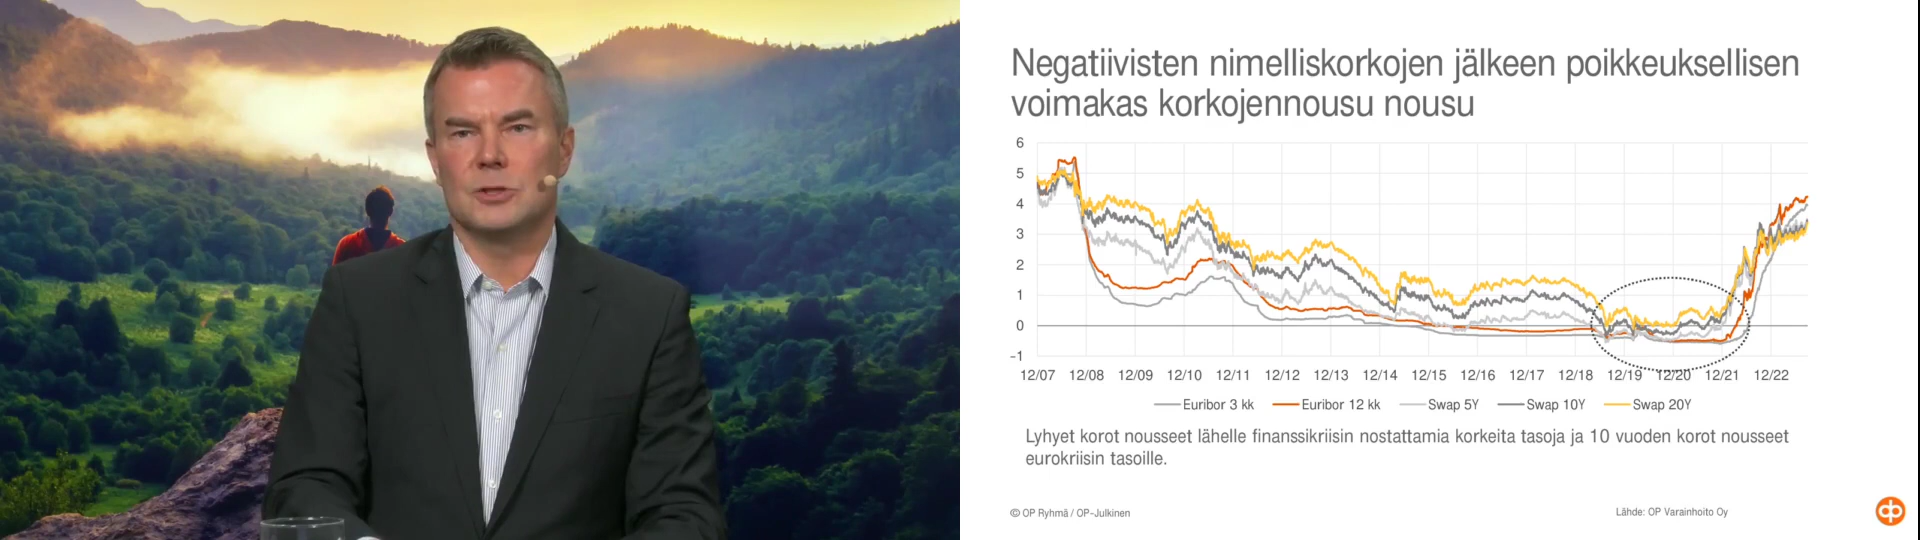 Negatiivisten nimelliskorkojen jälkeen poikkeuksellisen
voimakas korkojennousu nousu
6
5
4
3
2
1
0
-1
12/07 12/08 12/09 12/10 12/11 12/12 12/13 12/14 12/15 12/16 12/17 12/18 12/19 12/20 12/21 12/22
Euribor 3 kk Euribor 12 kk Swap 5Y Swap 10Y Swap 20Y
Lyhyet korot nousseet lähelle finanssikriisin nostattamia korkeita tasoja ja 10 vuoden korot nousseet
eurokriisin tasoille.
© OP Ryhmä / OP-Julkinen
Lähde: OP Varainhoito Oy
op